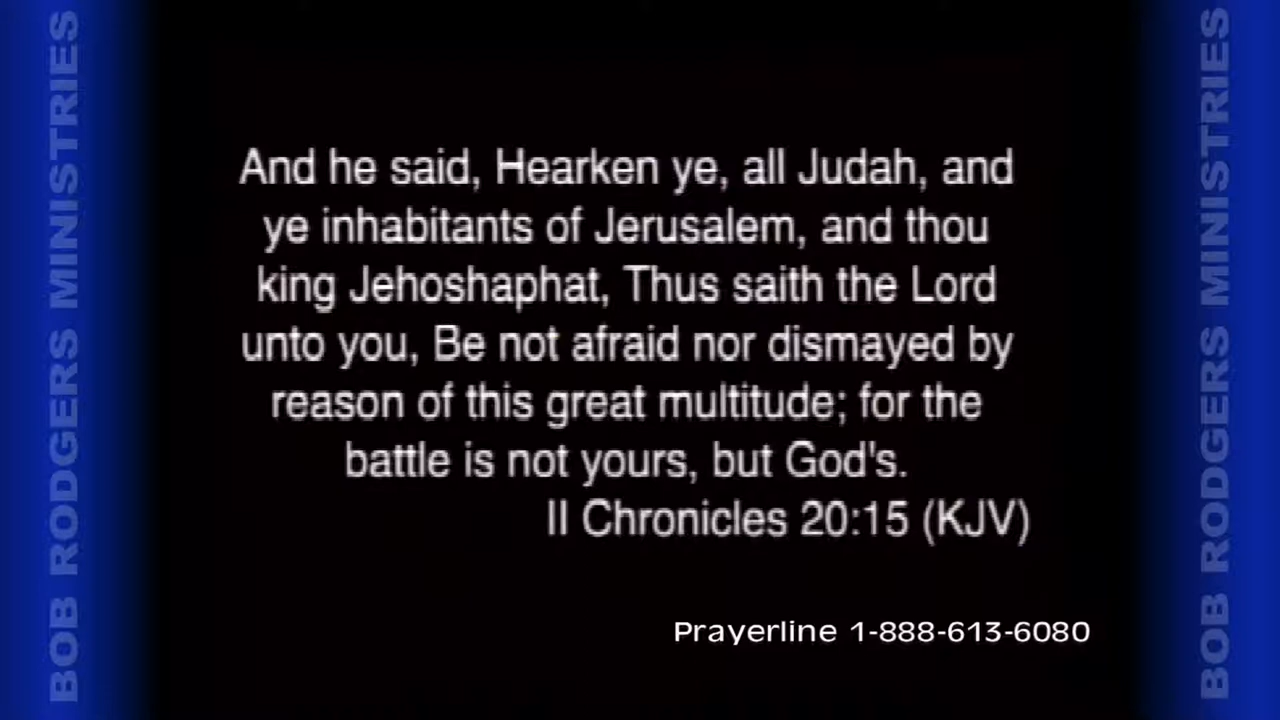 BOB RODGERS MINISTRIES
And he said, Hearken ye, all Judah, and
ye inhabitants of Jerusalem, and thou
king Jehoshaphat, Thus saith the Lord
unto you, Be not afraid nor dismayed by
reason of this great multitude; for the
battle is not yours, but God's.
II Chronicles 20:15 (KJV)
Prayerline 1-888-613-6080
BOB RODGERS MINISTRIES